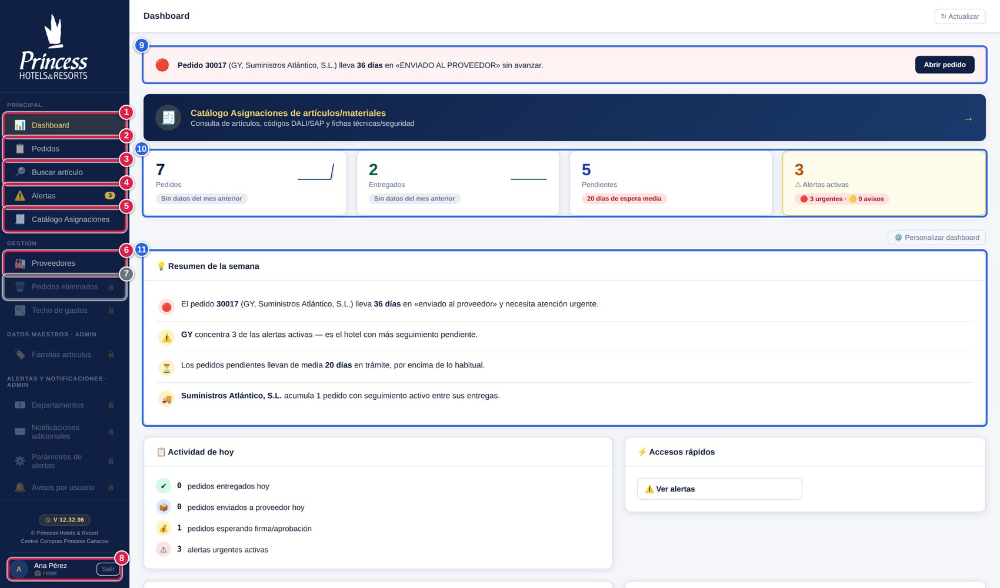 Princess
HOTELS&RESORTS
PRINCIPAL
1
Dashboard
2
Pedidos
3
Buscar artículo
4
Alertas 3
5
Catálogo Asignaciones
GESTIÓN
6
Proveedores
7
Pedidos eliminados
Techo de gastos
DATOS MAESTROS · ADMIN
Familias artículos
ALERTAS Y NOTIFICACIONES ·
ADMIN
Departamentos
Notificaciones
adicionales
Parámetros de
alertas
Avisos por usuario
V 12.32.96
© Princess Hotels & Resort
Central Compras Princess Canarias
8
A
Ana Pérez
Hotel
Salir
Dashboard
↻ Actualizar
9
Pedido 30017 (GY, Suministros Atlántico, S.L.) lleva 36 días en «ENVIADO AL PROVEEDOR» sin avanzar.
Abrir pedido
Catálogo Asignaciones de artículos/materiales
Consulta de artículos, códigos DALI/SAP y fichas técnicas/seguridad
→
10
7
Pedidos
Sin datos del mes anterior
2
Entregados
Sin datos del mes anterior
5
Pendientes
20 días de espera media
3
⚠ Alertas activas
🔴 3 urgentes · 🟡 0 avisos
⚙️ Personalizar dashboard
11
💡 Resumen de la semana
El pedido 30017 (GY, Suministros Atlántico, S.L.) lleva 36 días en «enviado al proveedor» y necesita atención urgente.
GY concentra 3 de las alertas activas — es el hotel con más seguimiento pendiente.
Los pedidos pendientes llevan de media 20 días en trámite, por encima de lo habitual.
Suministros Atlántico, S.L. acumula 1 pedido con seguimiento activo entre sus entregas.
📋 Actividad de hoy
✔ 0 pedidos entregados hoy
📦 0 pedidos enviados a proveedor hoy
💰 1 pedidos esperando firma/aprobación
⚠ 3 alertas urgentes activas
⚡ Accesos rápidos
⚠️ Ver alertas